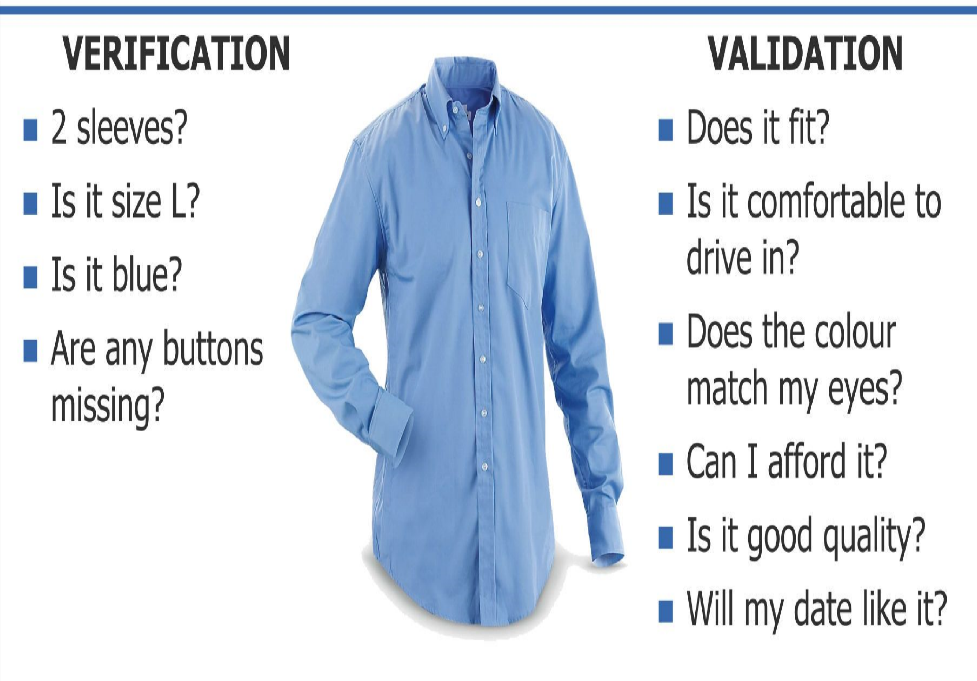 VERIFICATION
2 sleeves?
Is it size L?
Is it blue?
Are any buttons
missing?
VALIDATION
Does it fit?
Is it comfortable to
drive in?
Does the colour
match my eyes?
Can I afford it?
Is it good quality?
Will my date like it?